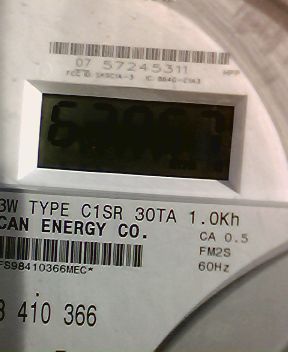 07 57245311
3W TYPE C1SR 30TA 1.0Kh
CAN ENERGY CO.
CA 0.5
FM2S
60Hz
FS98410366MEC*
8 410 366